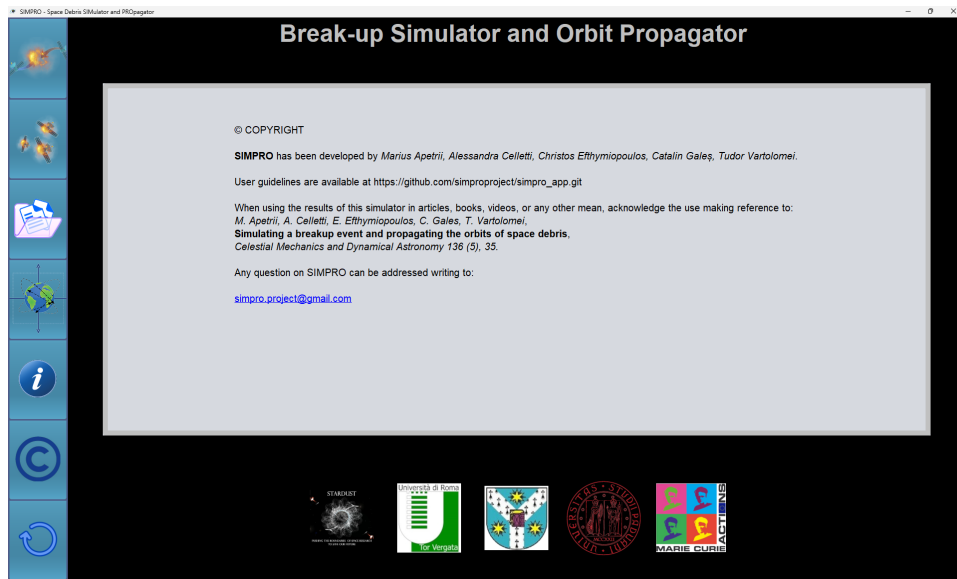 SIMPRO - Space Debris SIMulator and PROpagator
Break-up Simulator and Orbit Propagator
© COPYRIGHT
SIMPRO has been developed by Marius Apetrii, Alessandra Celletti, Christos Efthymiopoulos, Catalin Galeș, Tudor Vartolomei.
User guidelines are available at https://github.com/simproproject/simpro_app.git
When using the results of this simulator in articles, books, videos, or any other mean, acknowledge the use making reference to:
M. Apetrii, A. Celletti, E. Efthymiopoulos, C. Gales, T. Vartolomei,
Simulating a breakup event and propagating the orbits of space debris,
Celestial Mechanics and Dynamical Astronomy 136 (5), 35.
Any question on SIMPRO can be addressed writing to:
simpro.project@gmail.com
i
©
STARDUST
Università di Roma
Tor Vergata
MARIE CURIE
ACTIONS